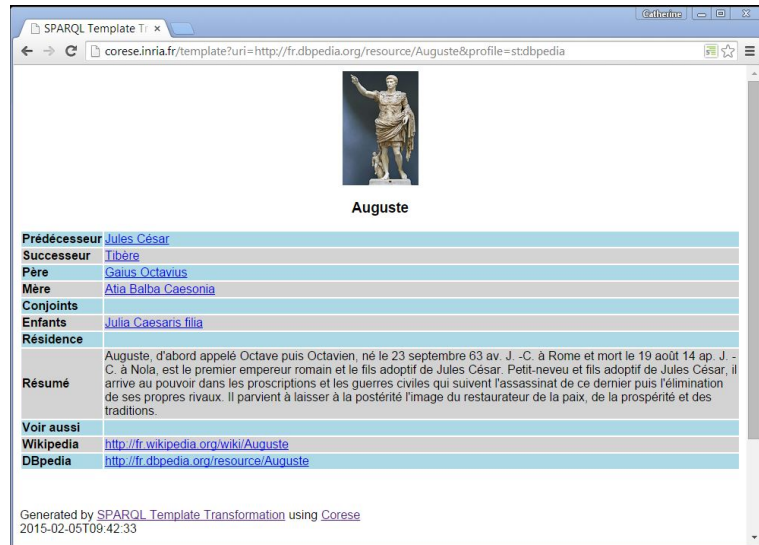 Catherine
SPARQL Template Tr
corese.inria.fr/template?uri=http://fr.dbpedia.org/resource/Auguste&profile=st:dbpedia
Auguste
Prédécesseur Jules César
Successeur Tibère
Père Gaius Octavius
Mère Atia Balba Caesonia
Conjoints
Enfants Julia Caesaris filia
Résidence
Auguste, d'abord appelé Octave puis Octavien, né le 23 septembre 63 av. J. -C. à Rome et mort le 19 août 14 ap. J. -
C. à Nola, est le premier empereur romain et le fils adoptif de Jules César. Petit-neveu et fils adoptif de Jules César, il
Résumé arrive au pouvoir dans les proscriptions et les guerres civiles qui suivent l'assassinat de ce dernier puis l'élimination
de ses propres rivaux. Il parvient à laisser à la postérité l'image du restaurateur de la paix, de la prospérité et des
traditions.
Voir aussi
Wikipedia http://fr.wikipedia.org/wiki/Auguste
DBpedia http://fr.dbpedia.org/resource/Auguste
Generated by SPARQL Template Transformation using Corese
2015-02-05T09:42:33